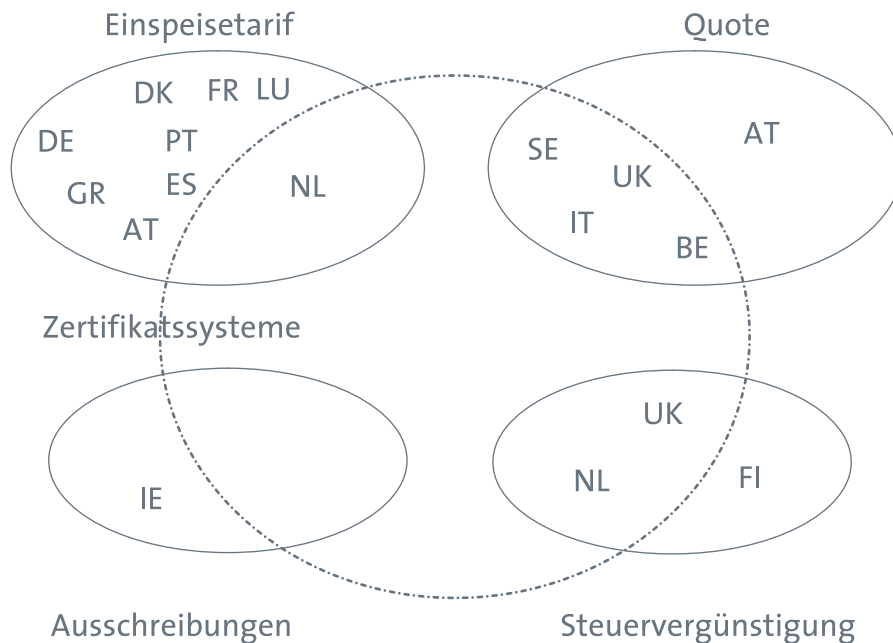 Einspeisetarif
Quote
DK FR LU
DE PT
GR ES NL
AT
AT
SE UK
IT BE
Zertifikatssysteme
IE
UK
NL FI
Ausschreibungen
Steuervergünstigung